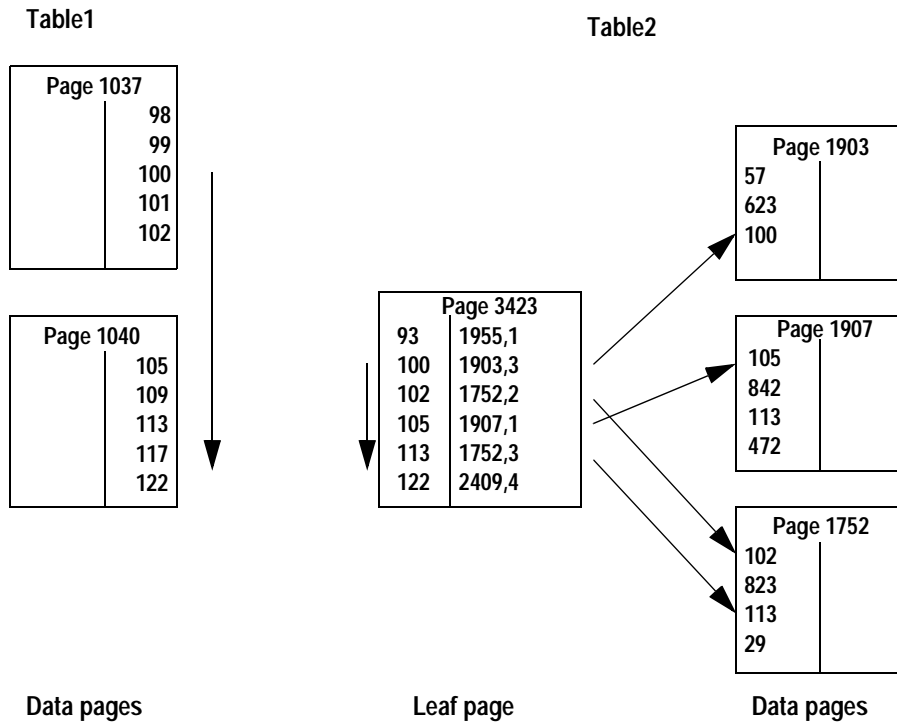 Table1
Table2
Page 1037
98
99
100
101
102
Page 1040
105
109
113
117
122
Page 3423
93 1955,1
100 1903,3
102 1752,2
105 1907,1
113 1752,3
122 2409,4
Page 1903
57
623
100
Page 1907
105
842
113
472
Page 1752
102
823
113
29
Data pages
Leaf page
Data pages